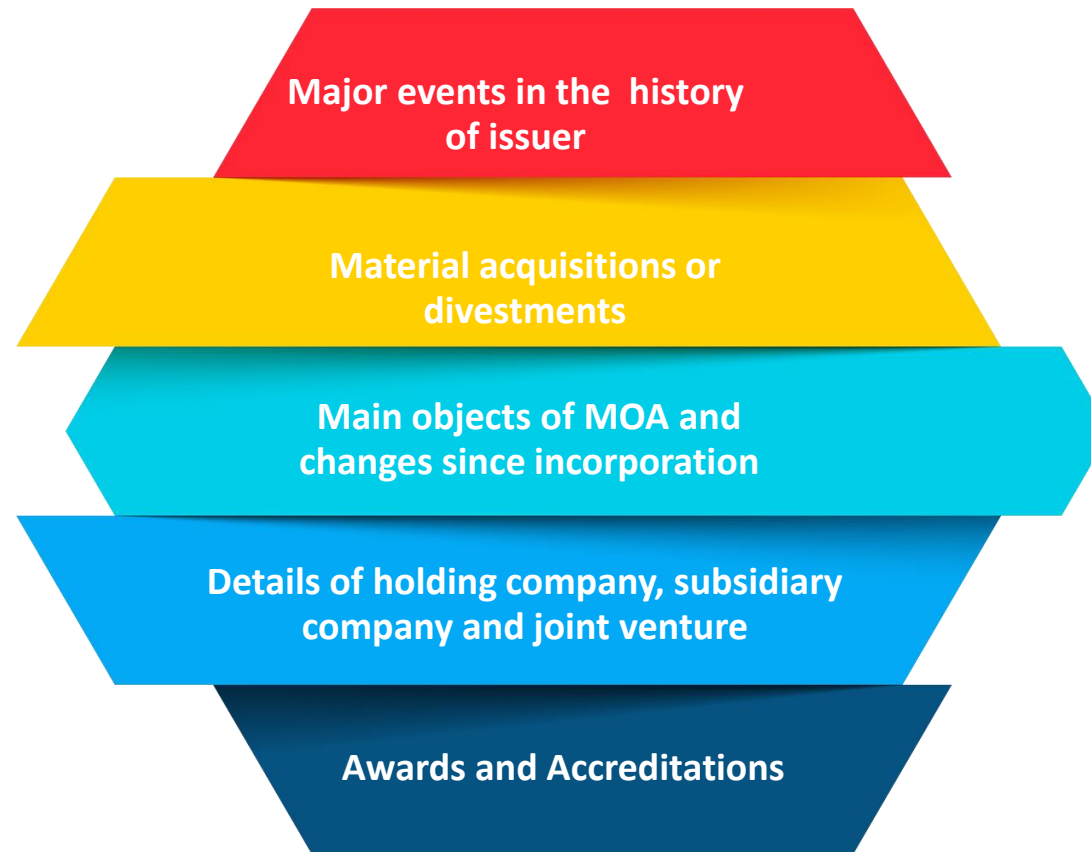 Major events in the history
of issuer
Material acquisitions or
divestments
Main objects of MOA and
changes since incorporation
Details of holding company, subsidiary
company and joint venture
Awards and Accreditations